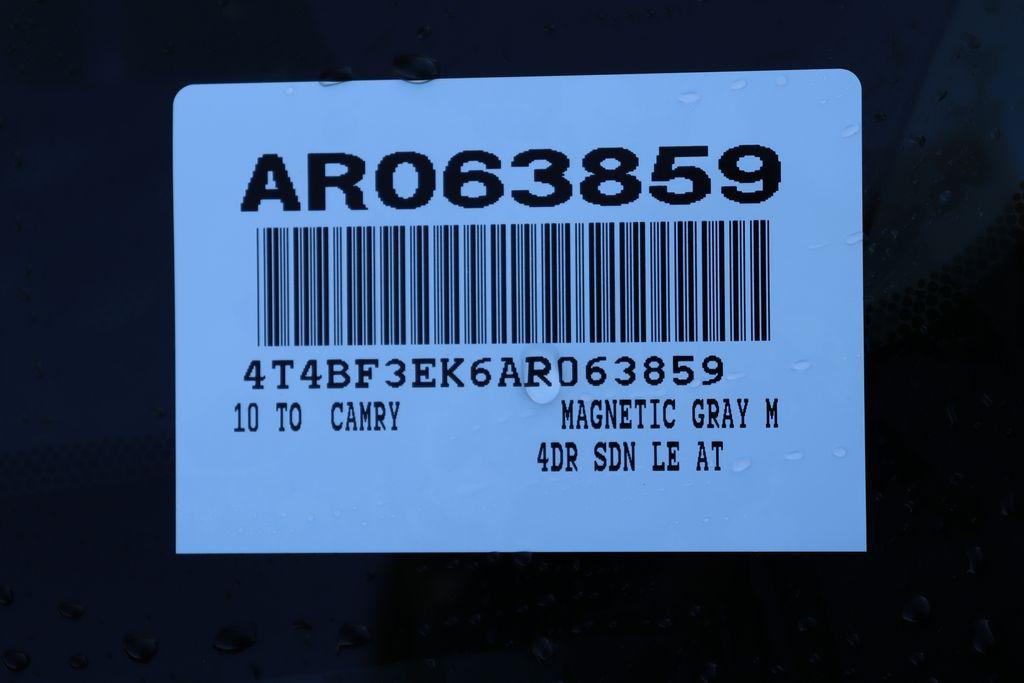 AR063859
4T4BF3EK6AR063859
10 TO CAMRY MAGNETIC GRAY M
4DR SDN LE AT